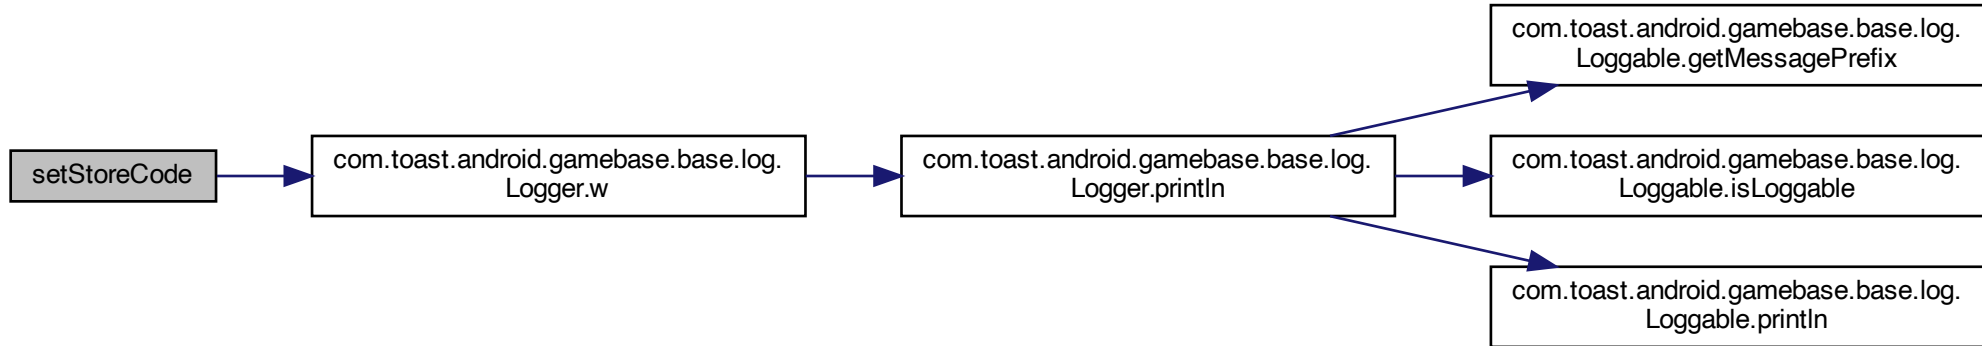 com.toast.android.gamebase.base.log.
Loggable.getMessagePrefix
setStoreCode
com.toast.android.gamebase.base.log.
Logger.w
com.toast.android.gamebase.base.log.
Logger.println
com.toast.android.gamebase.base.log.
Loggable.isLoggable
com.toast.android.gamebase.base.log.
Loggable.println